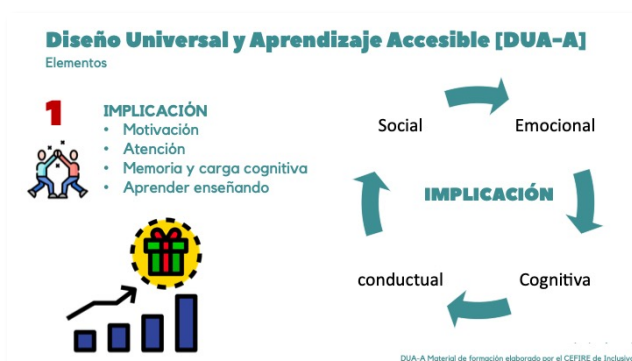 Diseño Universal y Aprendizaje Accesible [DUA-A]
Elementos
1
IMPLICACIÓN
• Motivación
• Atención
• Memoria y carga cognitiva
• Aprender enseñando
Social
Emocional
IMPLICACIÓN
conductual
Cognitiva
DUA-A Material de formación elaborado por el CEFIRE de Inclusiv